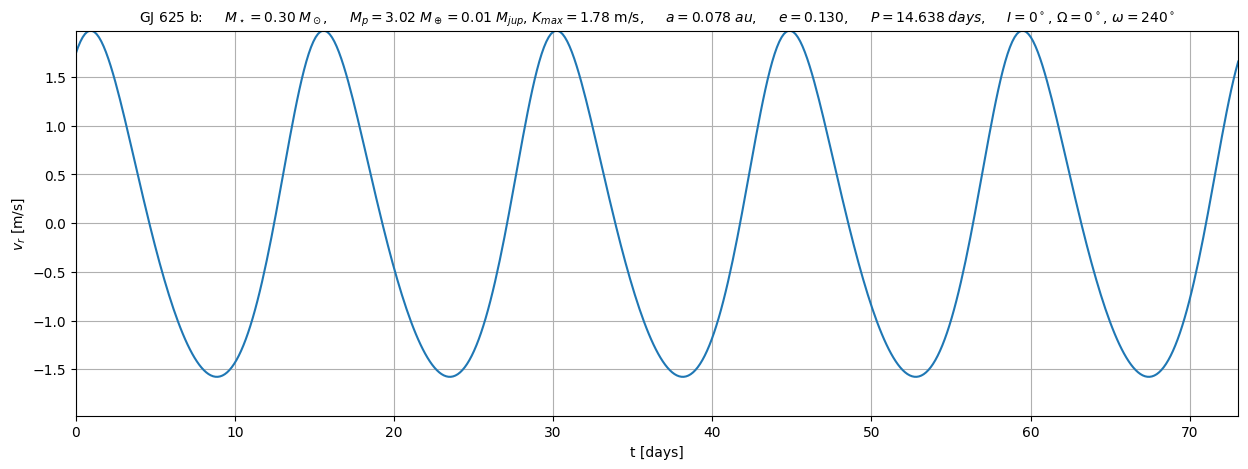 GJ 625 b: M⋆ = 0.30 M⊙, Mp = 3.02 M⊕ = 0.01 Mjup, Kmax = 1.78 m/s, a = 0.078 au, e = 0.130, P = 14.638 days, I = 0°, Ω = 0°, ω = 240°
1.5
1.0
0.5
0.0
−0.5
−1.0
−1.5
vr [m/s]
0 10 20 30 40 50 60 70
t [days]